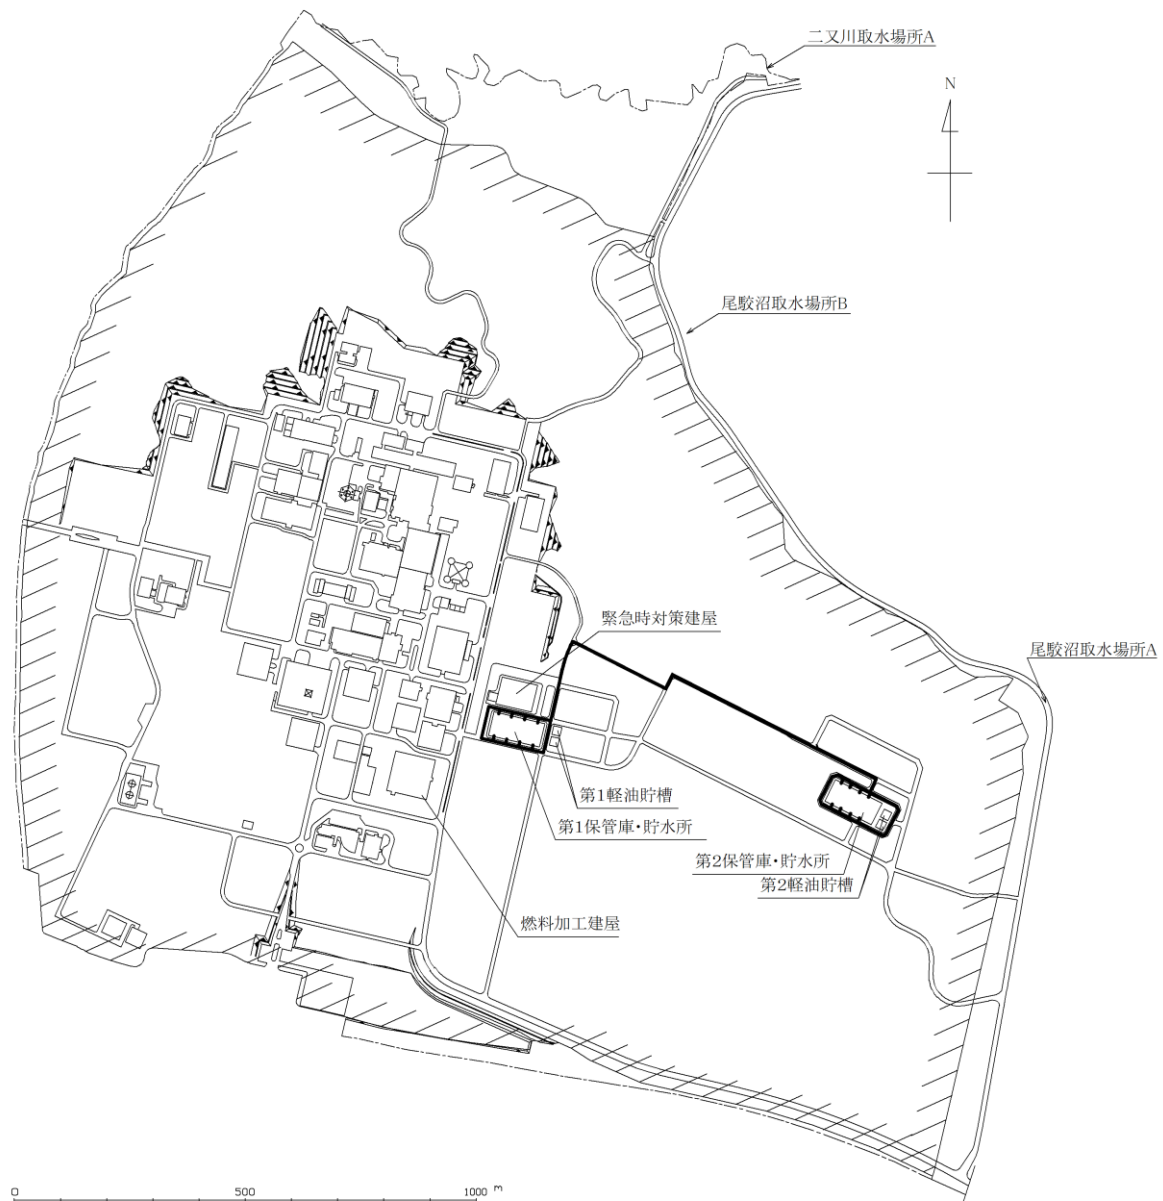 二又川取水場所A
N
尾駮沼取水場所B
緊急時対策建屋
尾駮沼取水場所A
第1軽油貯槽
第1保管庫・貯水所
第2保管庫・貯水所
第2軽油貯槽
燃料加工建屋
0 500 1000 m